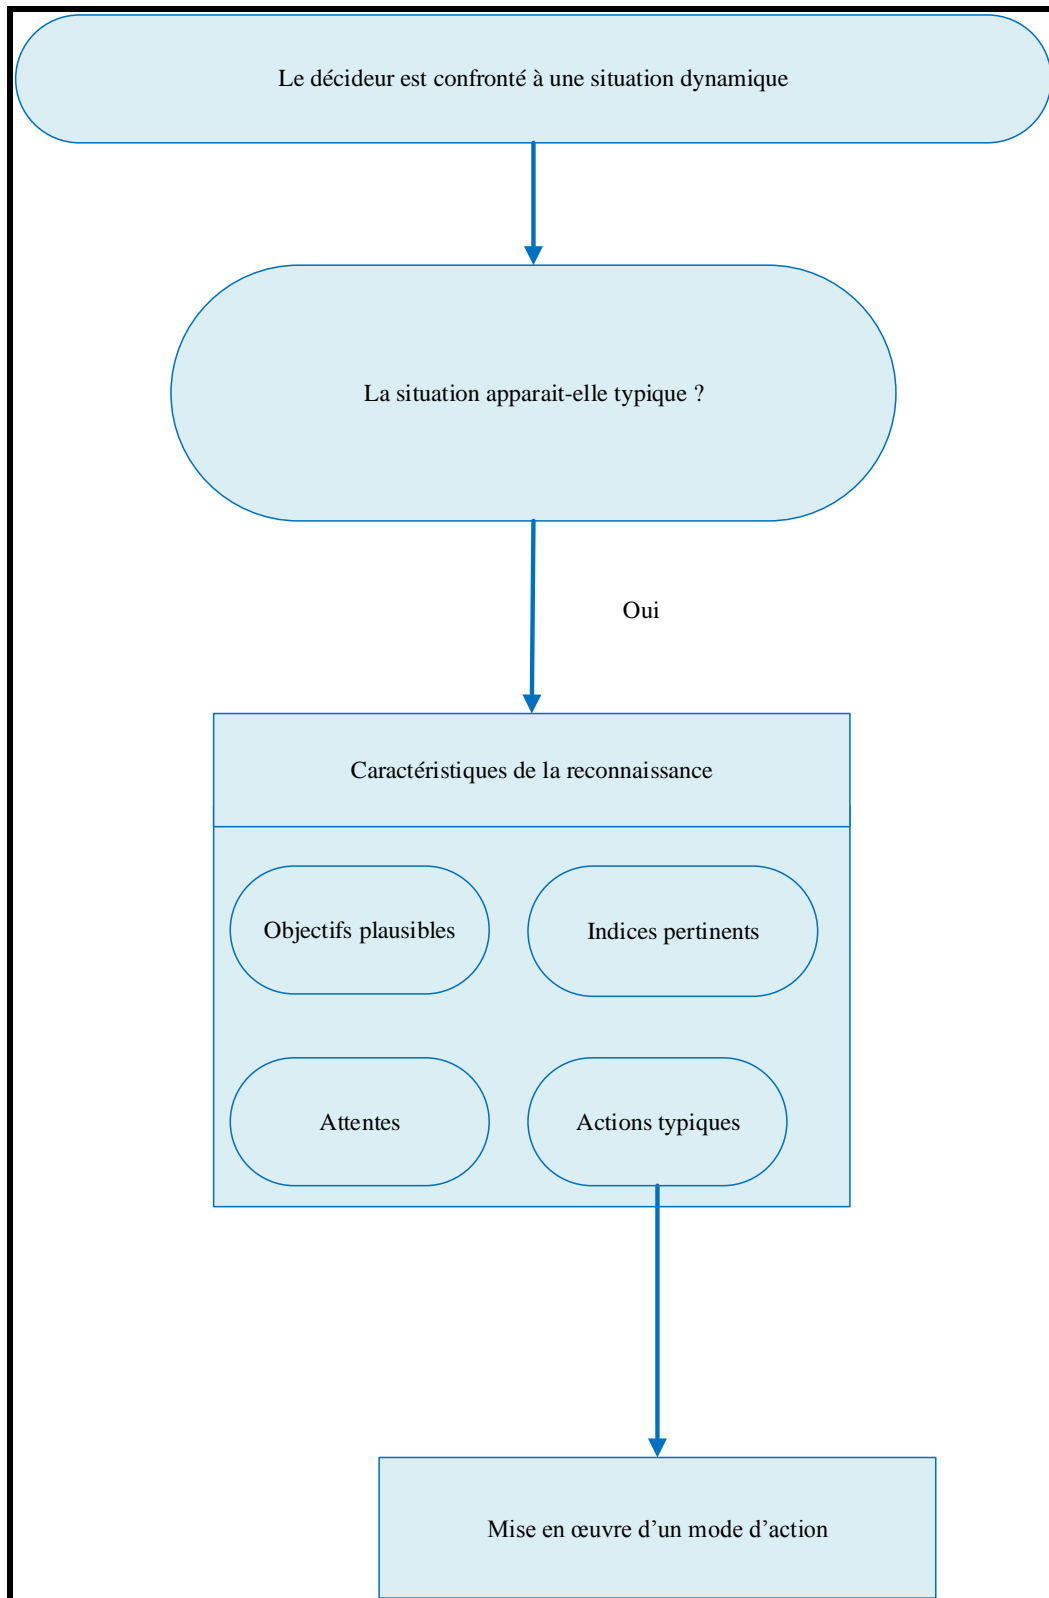 Le décideur est confronté à une situation dynamique
La situation apparait-elle typique ?
Oui
Caractéristiques de la reconnaissance
Objectifs plausibles
Indices pertinents
Attentes
Actions typiques
Mise en œuvre d’un mode d’action